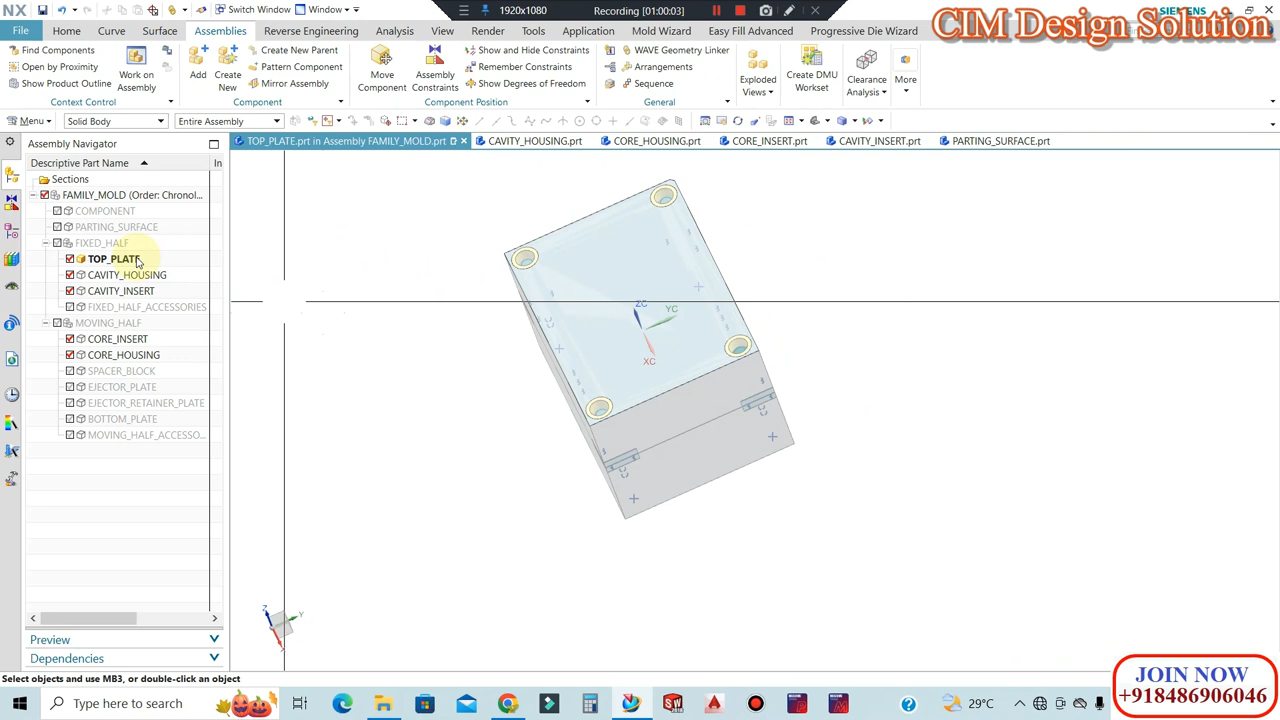 NX
Switch Window
Window
1920x1080
Recording [01:00:03]
SIEMENS
CIM Design Solution
File
Home
Curve
Surface
Assemblies
Reverse Engineering
Analysis
View
Render
Tools
Application
Mold Wizard
Easy Fill Advanced
Progressive Die Wizard
Find Components
Open by Proximity
Show Product Outline
Work on Assembly
Add
Create New
Create New Parent
Pattern Component
Mirror Assembly
Move Component
Assembly Constraints
Show and Hide Constraints
Remember Constraints
Show Degrees of Freedom
WAVE Geometry Linker
Arrangements
Sequence
Exploded Views
Create DMU Workset
Clearance Analysis
More
Context Control
Component
Component Position
General
Menu
Solid Body
Entire Assembly
Assembly Navigator
TOP_PLATE.prt in Assembly FAMILY_MOLD.prt
CAVITY_HOUSING.prt
CORE_HOUSING.prt
CORE_INSERT.prt
CAVITY_INSERT.prt
PARTING_SURFACE.prt
Descriptive Part Name
In
Sections
FAMILY_MOLD (Order: Chronol...
COMPONENT
PARTING_SURFACE
FIXED_HALF
TOP_PLATE
CAVITY_HOUSING
CAVITY_INSERT
FIXED_HALF_ACCESSORIES
MOVING_HALF
CORE_INSERT
CORE_HOUSING
SPACER_BLOCK
EJECTOR_PLATE
EJECTOR_RETAINER_PLATE
BOTTOM_PLATE
MOVING_HALF_ACCESSO...
ZC
YC
XC
Z
Y
Preview
Dependencies
Select objects and use MB3, or double-click an object
JOIN NOW
+918486906046
Type here to search
29°C